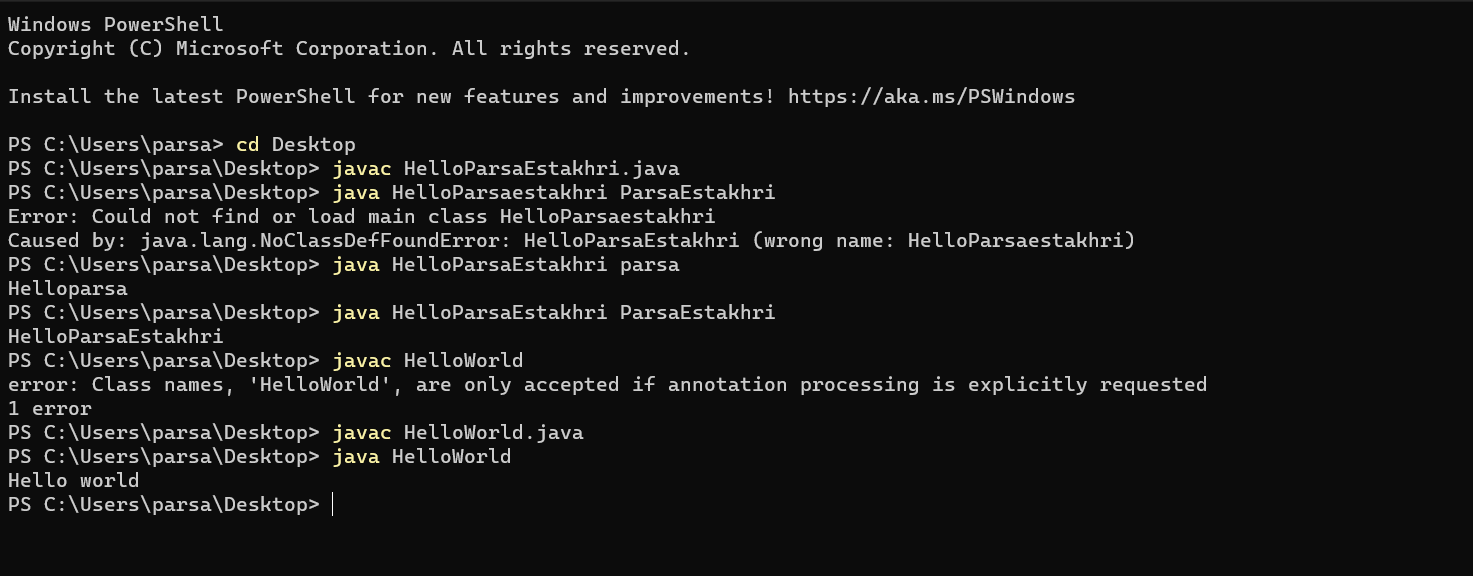 Windows PowerShell
Copyright (C) Microsoft Corporation. All rights reserved.
Install the latest PowerShell for new features and improvements! https://aka.ms/PSWindows
PS C:\Users\parsa> cd Desktop
PS C:\Users\parsa\Desktop> javac HelloParsaEstakhri.java
PS C:\Users\parsa\Desktop> java HelloParsaestakhri ParsaEstakhri
Error: Could not find or load main class HelloParsaestakhri
Caused by: java.lang.NoClassDefFoundError: HelloParsaEstakhri (wrong name: HelloParsaestakhri)
PS C:\Users\parsa\Desktop> java HelloParsaEstakhri parsa
Helloparsa
PS C:\Users\parsa\Desktop> java HelloParsaEstakhri ParsaEstakhri
HelloParsaEstakhri
PS C:\Users\parsa\Desktop> javac HelloWorld
error: Class names, 'HelloWorld', are only accepted if annotation processing is explicitly requested
1 error
PS C:\Users\parsa\Desktop> javac HelloWorld.java
PS C:\Users\parsa\Desktop> java HelloWorld
Hello world
PS C:\Users\parsa\Desktop>